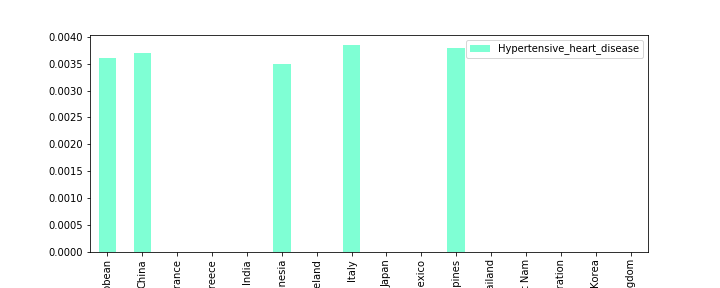 0.0040
0.0035
0.0030
0.0025
0.0020
0.0015
0.0010
0.0005
0.0000
Hypertensive_heart_disease
bbean
China
rance
reece
India
nesia
eland
Italy
Japan
exico
pines
ailand
t Nam
ration
Korea
gdom